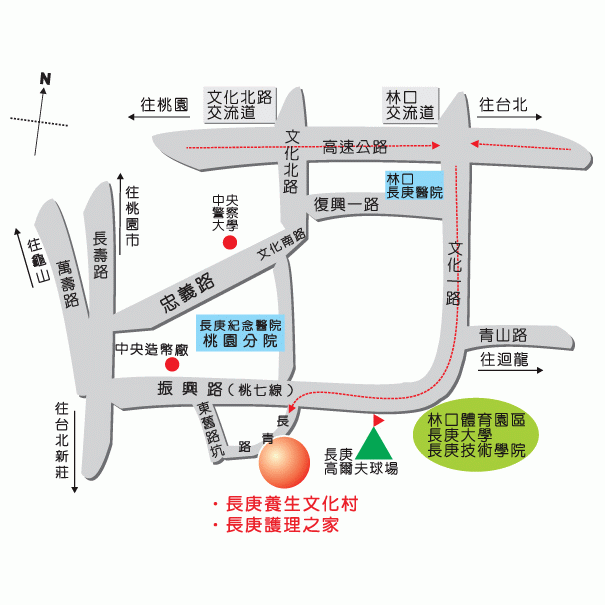 N
往桃園
文化北路
交流道
林口
交流道
往台北
文化北路
高速公路
林口
長庚醫院
往桃園市
中央
警察
大學
復興一路
文化南路
往龜山
萬壽路
長壽路
忠義路
文化一路
長庚紀念醫院
桃園分院
青山路
往迴龍
中央造幣廠
振興路(桃七線)
往台北新莊
東舊路坑
長青路
長庚
高爾夫球場
林口體育園區
長庚大學
長庚技術學院
・長庚養生文化村
・長庚護理之家